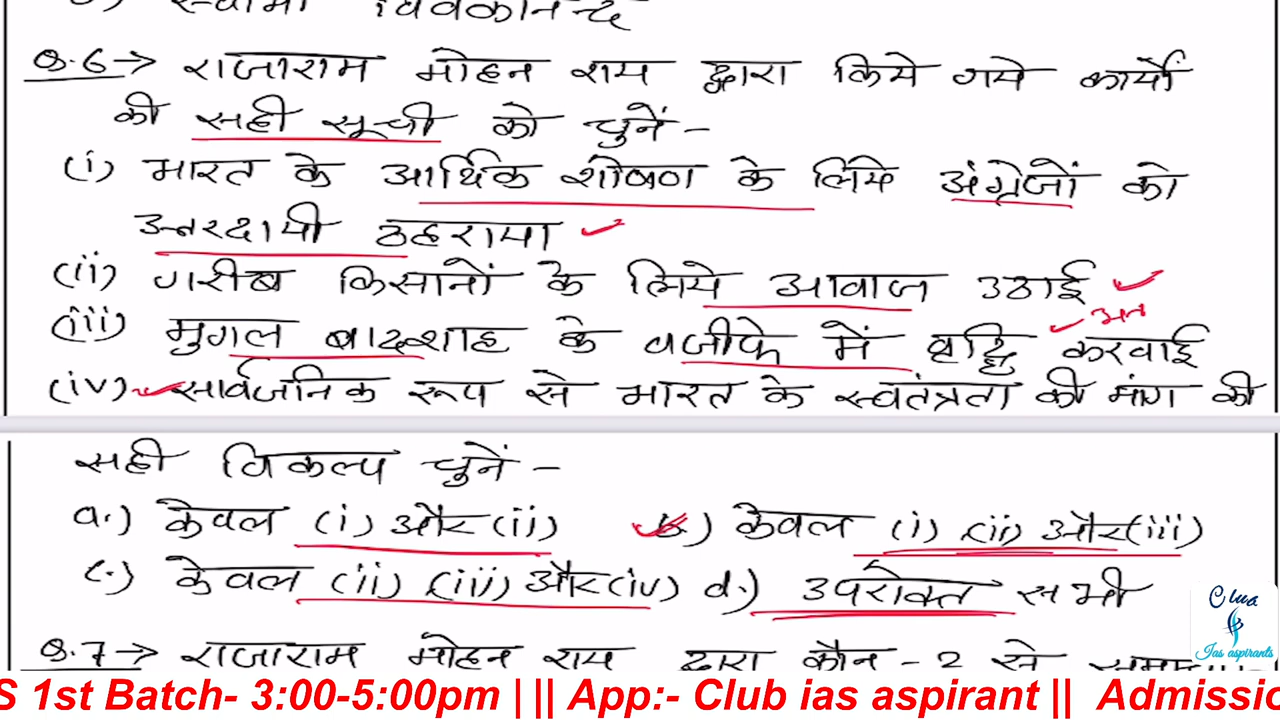 स्वामी विवेकानन्द
Q.6→ राजाराम मोहन राय द्वारा किये गये कार्यों
की सही सूची को चुनें-
(i) भारत के आर्थिक शोषण के लिये अंग्रेजों को
उत्तरदायी ठहराया
(ii) गरीब किसानों के लिये आवाज उठाई
(iii) मुगल बादशाह के वजीफे में वृद्धि करवाई
(iv) सार्वजनिक रूप से भारत के स्वतंत्रता की मांग की
सही विकल्प चुनें-
a.) केवल (i) और (ii) b.) केवल (i) (ii) और (iii)
c.) केवल (ii) (iii) और (iv) d.) उपरोक्त सभी
Q.7→ राजाराम मोहन राय द्वारा कौन-2 से
Club
Ias aspirants
S 1st Batch- 3:00-5:00pm | || App:- Club ias aspirant || Admissio